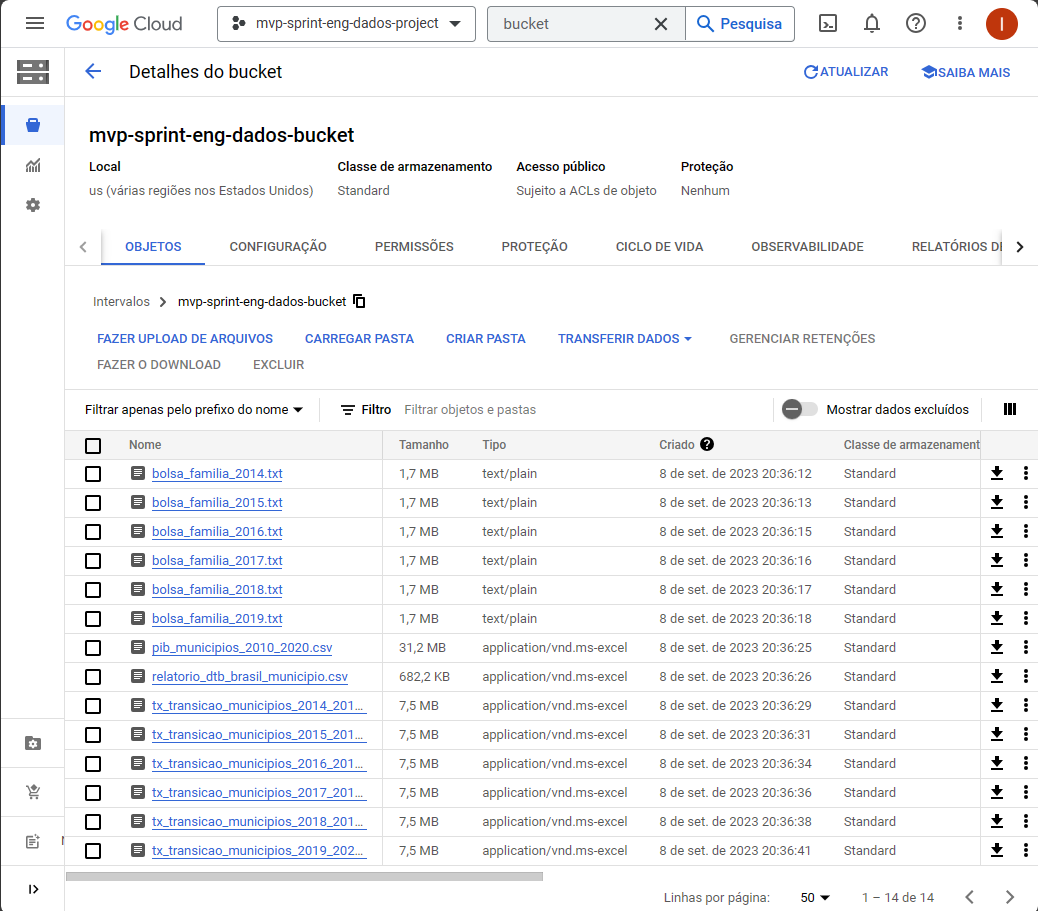 Google Cloud mvp-sprint-eng-dados-project bucket Pesquisa I
Detalhes do bucket ATUALIZAR SAIBA MAIS
mvp-sprint-eng-dados-bucket
Local Classe de armazenamento Acesso público Proteção
us (várias regiões nos Estados Unidos) Standard Sujeito a ACLs de objeto Nenhum
OBJETOS CONFIGURAÇÃO PERMISSÕES PROTEÇÃO CICLO DE VIDA OBSERVABILIDADE RELATÓRIOS DE
Intervalos mvp-sprint-eng-dados-bucket
FAZER UPLOAD DE ARQUIVOS CARREGAR PASTA CRIAR PASTA TRANSFERIR DADOS GERENCIAR RETENÇÕES
FAZER O DOWNLOAD EXCLUIR
Filtrar apenas pelo prefixo do nome Filtro Filtrar objetos e pastas Mostrar dados excluídos
Nome Tamanho Tipo Criado Classe de armazenament
bolsa_familia_2014.txt 1,7 MB text/plain 8 de set. de 2023 20:36:12 Standard
bolsa_familia_2015.txt 1,7 MB text/plain 8 de set. de 2023 20:36:13 Standard
bolsa_familia_2016.txt 1,7 MB text/plain 8 de set. de 2023 20:36:15 Standard
bolsa_familia_2017.txt 1,7 MB text/plain 8 de set. de 2023 20:36:16 Standard
bolsa_familia_2018.txt 1,7 MB text/plain 8 de set. de 2023 20:36:17 Standard
bolsa_familia_2019.txt 1,7 MB text/plain 8 de set. de 2023 20:36:18 Standard
pib_municipios_2010_2020.csv 31,2 MB application/vnd.ms-excel 8 de set. de 2023 20:36:25 Standard
relatorio_dtb_brasil_municipio.csv 682,2 KB application/vnd.ms-excel 8 de set. de 2023 20:36:26 Standard
tx_transicao_municipios_2014_201... 7,5 MB application/vnd.ms-excel 8 de set. de 2023 20:36:29 Standard
tx_transicao_municipios_2015_201... 7,5 MB application/vnd.ms-excel 8 de set. de 2023 20:36:31 Standard
tx_transicao_municipios_2016_201... 7,5 MB application/vnd.ms-excel 8 de set. de 2023 20:36:34 Standard
tx_transicao_municipios_2017_201... 7,5 MB application/vnd.ms-excel 8 de set. de 2023 20:36:36 Standard
tx_transicao_municipios_2018_201... 7,5 MB application/vnd.ms-excel 8 de set. de 2023 20:36:38 Standard
tx_transicao_municipios_2019_202... 7,5 MB application/vnd.ms-excel 8 de set. de 2023 20:36:41 Standard
Linhas por página: 50 1 – 14 de 14